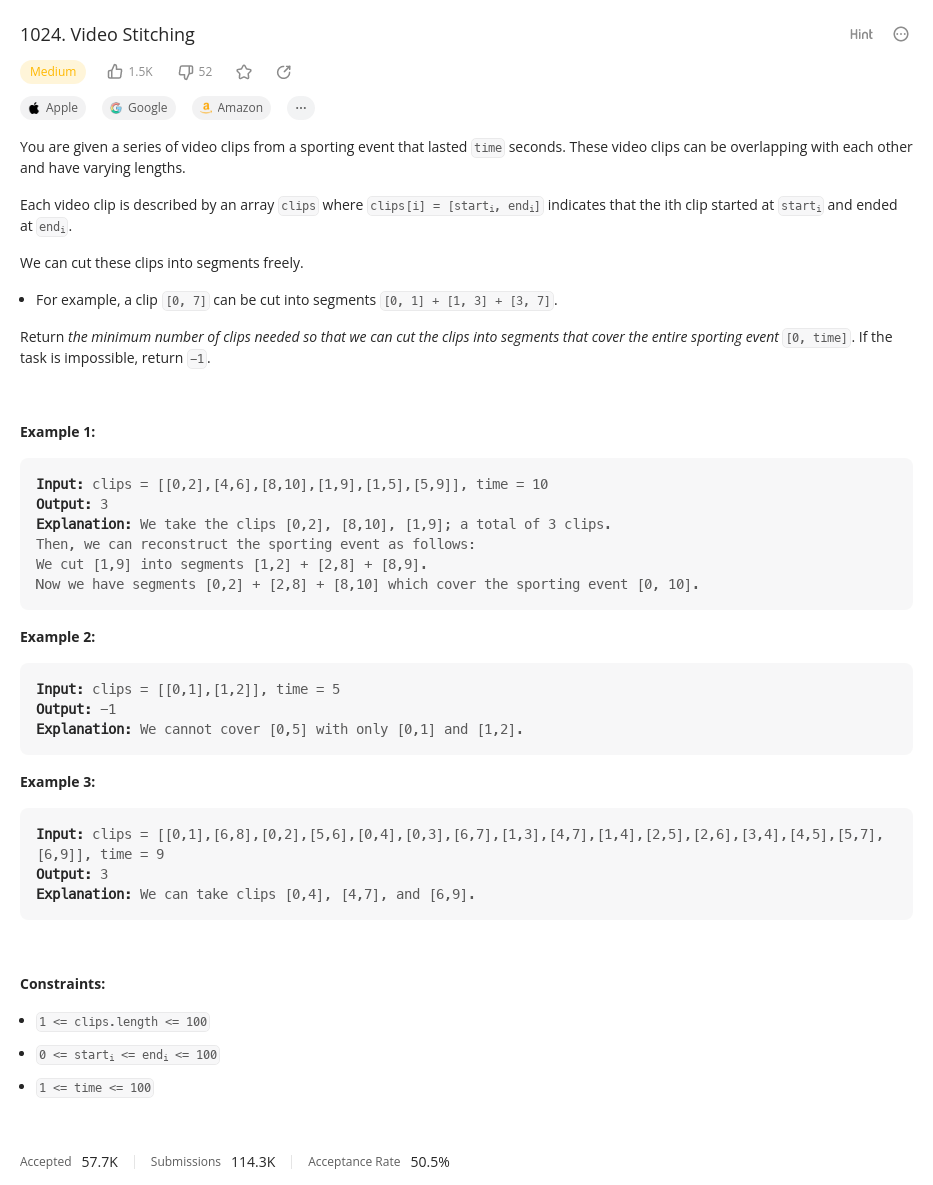 1024. Video Stitching
Hint
Medium
1.5K
52
Apple
Google
Amazon
You are given a series of video clips from a sporting event that lasted time seconds. These video clips can be overlapping with each other
and have varying lengths.
Each video clip is described by an array clips where clips[i] = [starti, endi] indicates that the ith clip started at starti and ended
at endi.
We can cut these clips into segments freely.
• For example, a clip [0, 7] can be cut into segments [0, 1] + [1, 3] + [3, 7].
Return the minimum number of clips needed so that we can cut the clips into segments that cover the entire sporting event [0, time]. If the
task is impossible, return -1.
Example 1:
Input: clips = [[0,2],[4,6],[8,10],[1,9],[1,5],[5,9]], time = 10
Output: 3
Explanation: We take the clips [0,2], [8,10], [1,9]; a total of 3 clips.
Then, we can reconstruct the sporting event as follows:
We cut [1,9] into segments [1,2] + [2,8] + [8,9].
Now we have segments [0,2] + [2,8] + [8,10] which cover the sporting event [0, 10].
Example 2:
Input: clips = [[0,1],[1,2]], time = 5
Output: -1
Explanation: We cannot cover [0,5] with only [0,1] and [1,2].
Example 3:
Input: clips = [[0,1],[6,8],[0,2],[5,6],[0,4],[0,3],[6,7],[1,3],[4,7],[1,4],[2,5],[2,6],[3,4],[4,5],[5,7],
[6,9]], time = 9
Output: 3
Explanation: We can take clips [0,4], [4,7], and [6,9].
Constraints:
• 1 <= clips.length <= 100
• 0 <= starti <= endi <= 100
• 1 <= time <= 100
Accepted 57.7K Submissions 114.3K Acceptance Rate 50.5%